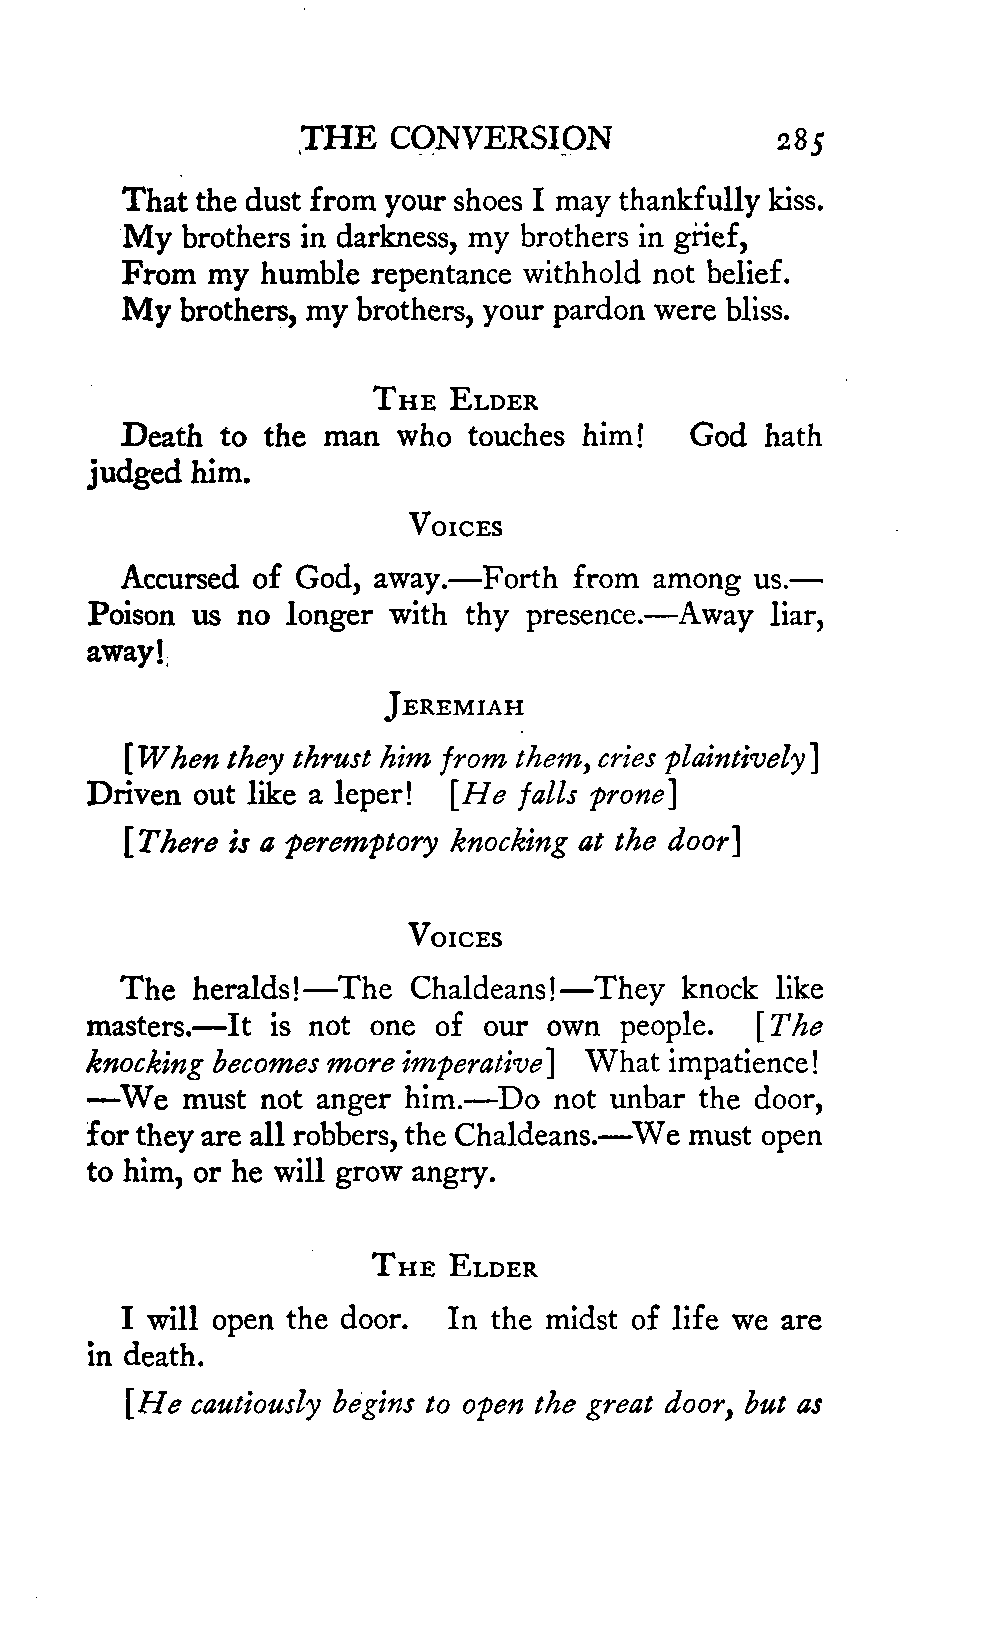 THE CONVERSION 285
That the dust from your shoes I may thankfully kiss.
My brothers in darkness, my brothers in grief,
From my humble repentance withhold not belief.
My brothers, my brothers, your pardon were bliss.
THE ELDER
Death to the man who touches him! God hath
judged him.
VOICES
Accursed of God, away.—Forth from among us.—
Poison us no longer with thy presence.—Away liar,
away!
JEREMIAH
[When they thrust him from them, cries plaintively]
Driven out like a leper! [He falls prone]
[There is a peremptory knocking at the door]
VOICES
The heralds!—The Chaldeans!—They knock like
masters.—It is not one of our own people. [The
knocking becomes more imperative] What impatience!
—We must not anger him.—Do not unbar the door,
for they are all robbers, the Chaldeans.—We must open
to him, or he will grow angry.
THE ELDER
I will open the door. In the midst of life we are
in death.
[He cautiously begins to open the great door, but as